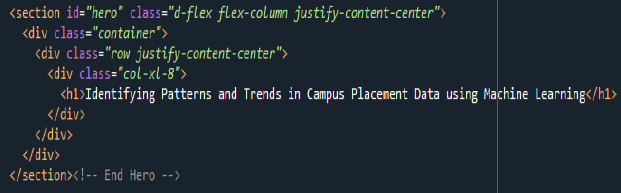 <section id="hero" class="d-flex flex-column justify-content-center">
<div class="container">
<div class="row justify-content-center">
<div class="col-xl-8">
<h1>Identifying Patterns and Trends in Campus Placement Data using Machine Learning</h1>
</div>
</div>
</div>
</section><!-- End Hero -->